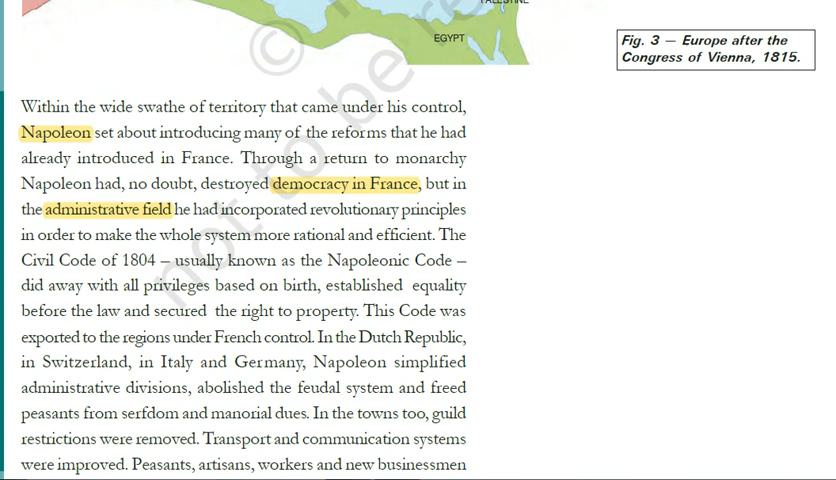 EGYPT
Fig. 3 — Europe after the
Congress of Vienna, 1815.
Within the wide swathe of territory that came under his control,
Napoleon set about introducing many of the reforms that he had
already introduced in France. Through a return to monarchy
Napoleon had, no doubt, destroyed democracy in France, but in
the administrative field he had incorporated revolutionary principles
in order to make the whole system more rational and efficient. The
Civil Code of 1804 – usually known as the Napoleonic Code –
did away with all privileges based on birth, established equality
before the law and secured the right to property. This Code was
exported to the regions under French control. In the Dutch Republic,
in Switzerland, in Italy and Germany, Napoleon simplified
administrative divisions, abolished the feudal system and freed
peasants from serfdom and manorial dues. In the towns too, guild
restrictions were removed. Transport and communication systems
were improved. Peasants, artisans, workers and new businessmen
not to be re